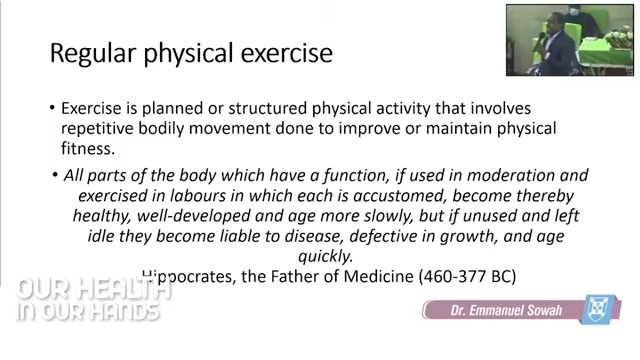 Regular physical exercise
• Exercise is planned or structured physical activity that involves
repetitive bodily movement done to improve or maintain physical
fitness.
• All parts of the body which have a function, if used in moderation and
exercised in labours in which each is accustomed, become thereby
healthy, well-developed and age more slowly, but if unused and left
idle they become liable to disease, defective in growth, and age
quickly.
Hippocrates, the Father of Medicine (460-377 BC)
OUR HEALTH
IN OUR HANDS
Dr. Emmanuel Sowah